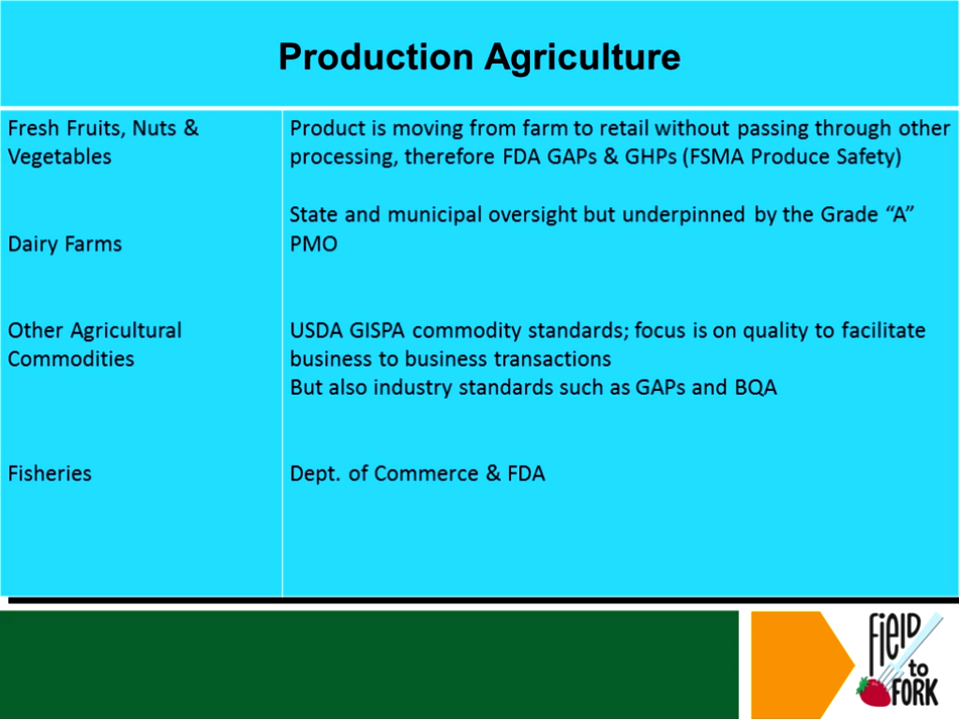 Production Agriculture
Fresh Fruits, Nuts &
Vegetables
Product is moving from farm to retail without passing through other
processing, therefore FDA GAPs & GHPs (FSMA Produce Safety)
Dairy Farms
State and municipal oversight but underpinned by the Grade “A”
PMO
Other Agricultural
Commodities
USDA GISPA commodity standards; focus is on quality to facilitate
business to business transactions
But also industry standards such as GAPs and BQA
Fisheries
Dept. of Commerce & FDA
FielD
to
FORK